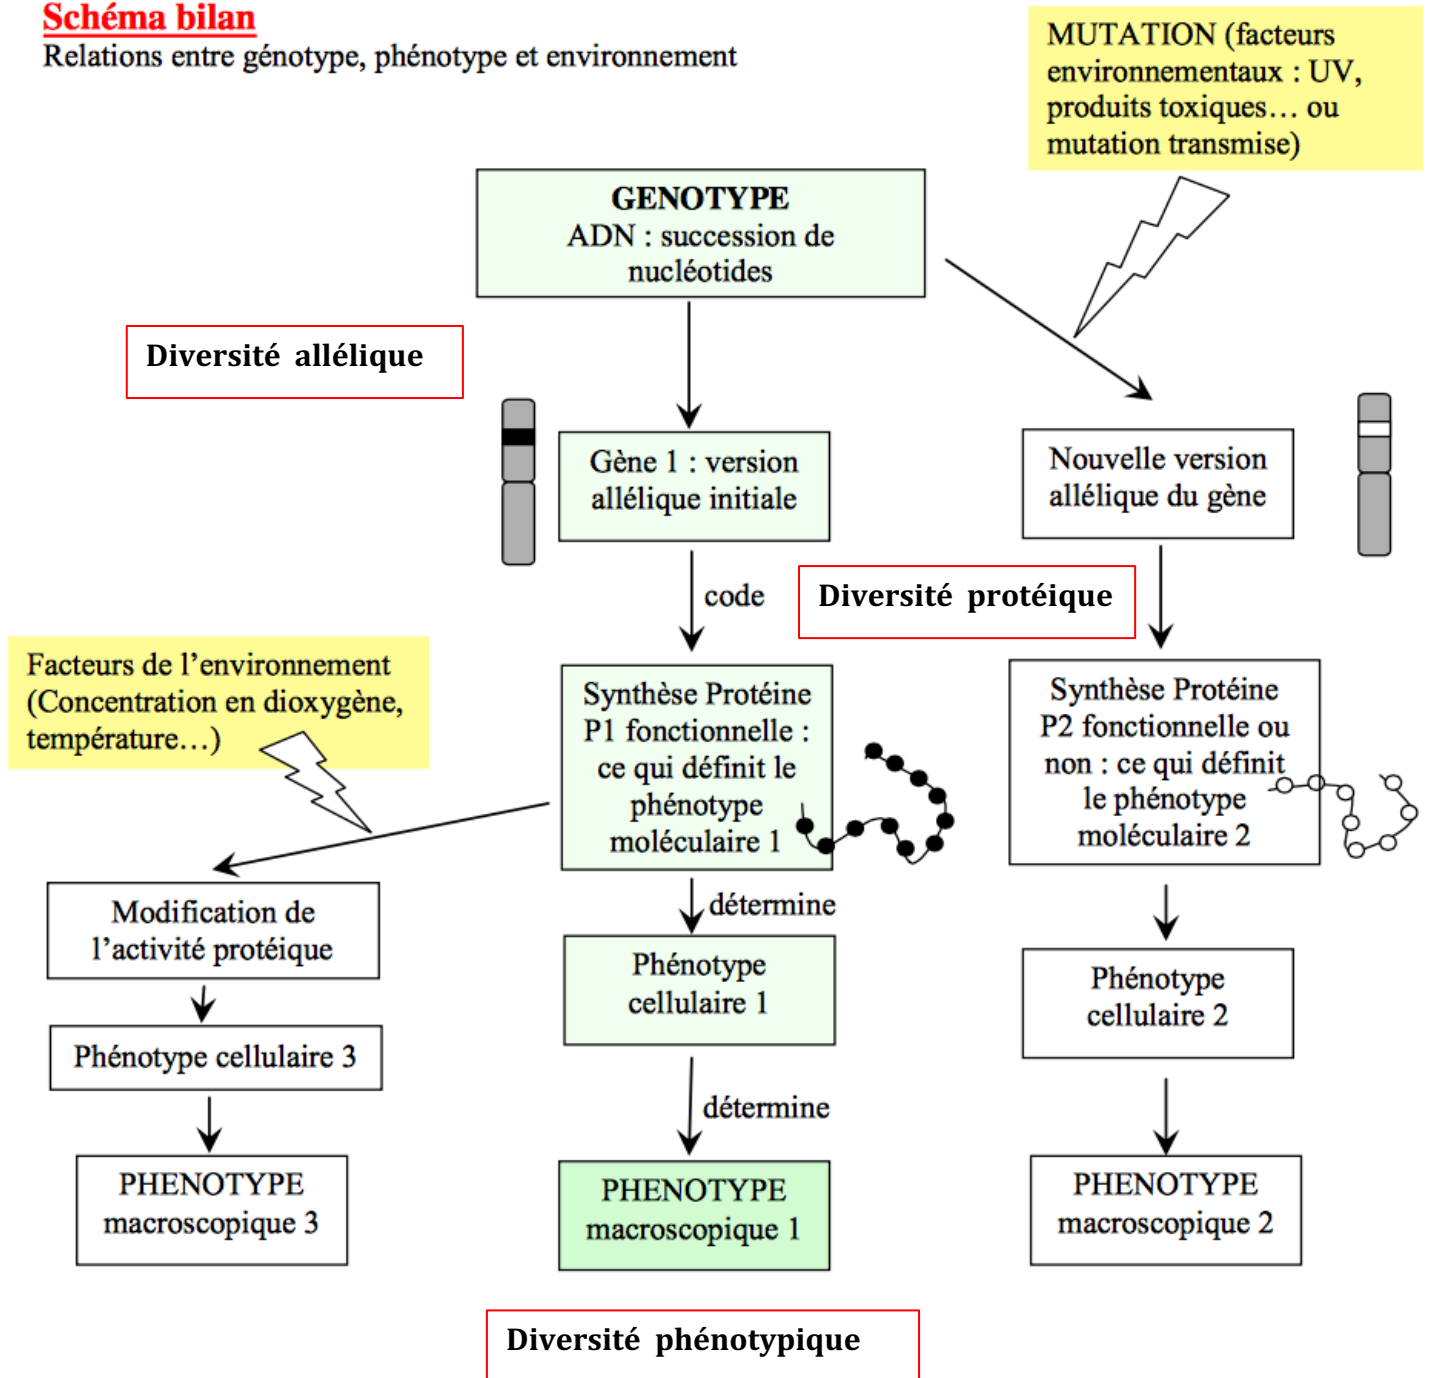 Schéma bilan
Relations entre génotype, phénotype et environnement
MUTATION (facteurs
environnementaux : UV,
produits toxiques… ou
mutation transmise)
GENOTYPE
ADN : succession de
nucléotides
Diversité allélique
Gène 1 : version
allélique initiale
Nouvelle version
allélique du gène
code
Diversité protéique
Facteurs de l’environnement
(Concentration en dioxygène,
température…)
Synthèse Protéine
P1 fonctionnelle :
ce qui définit le
phénotype
moléculaire 1
Synthèse Protéine
P2 fonctionnelle ou
non : ce qui définit
le phénotype
moléculaire 2
détermine
Modification de
l’activité protéique
Phénotype
cellulaire 1
Phénotype
cellulaire 2
Phénotype cellulaire 3
détermine
PHENOTYPE
macroscopique 3
PHENOTYPE
macroscopique 1
PHENOTYPE
macroscopique 2
Diversité phénotypique